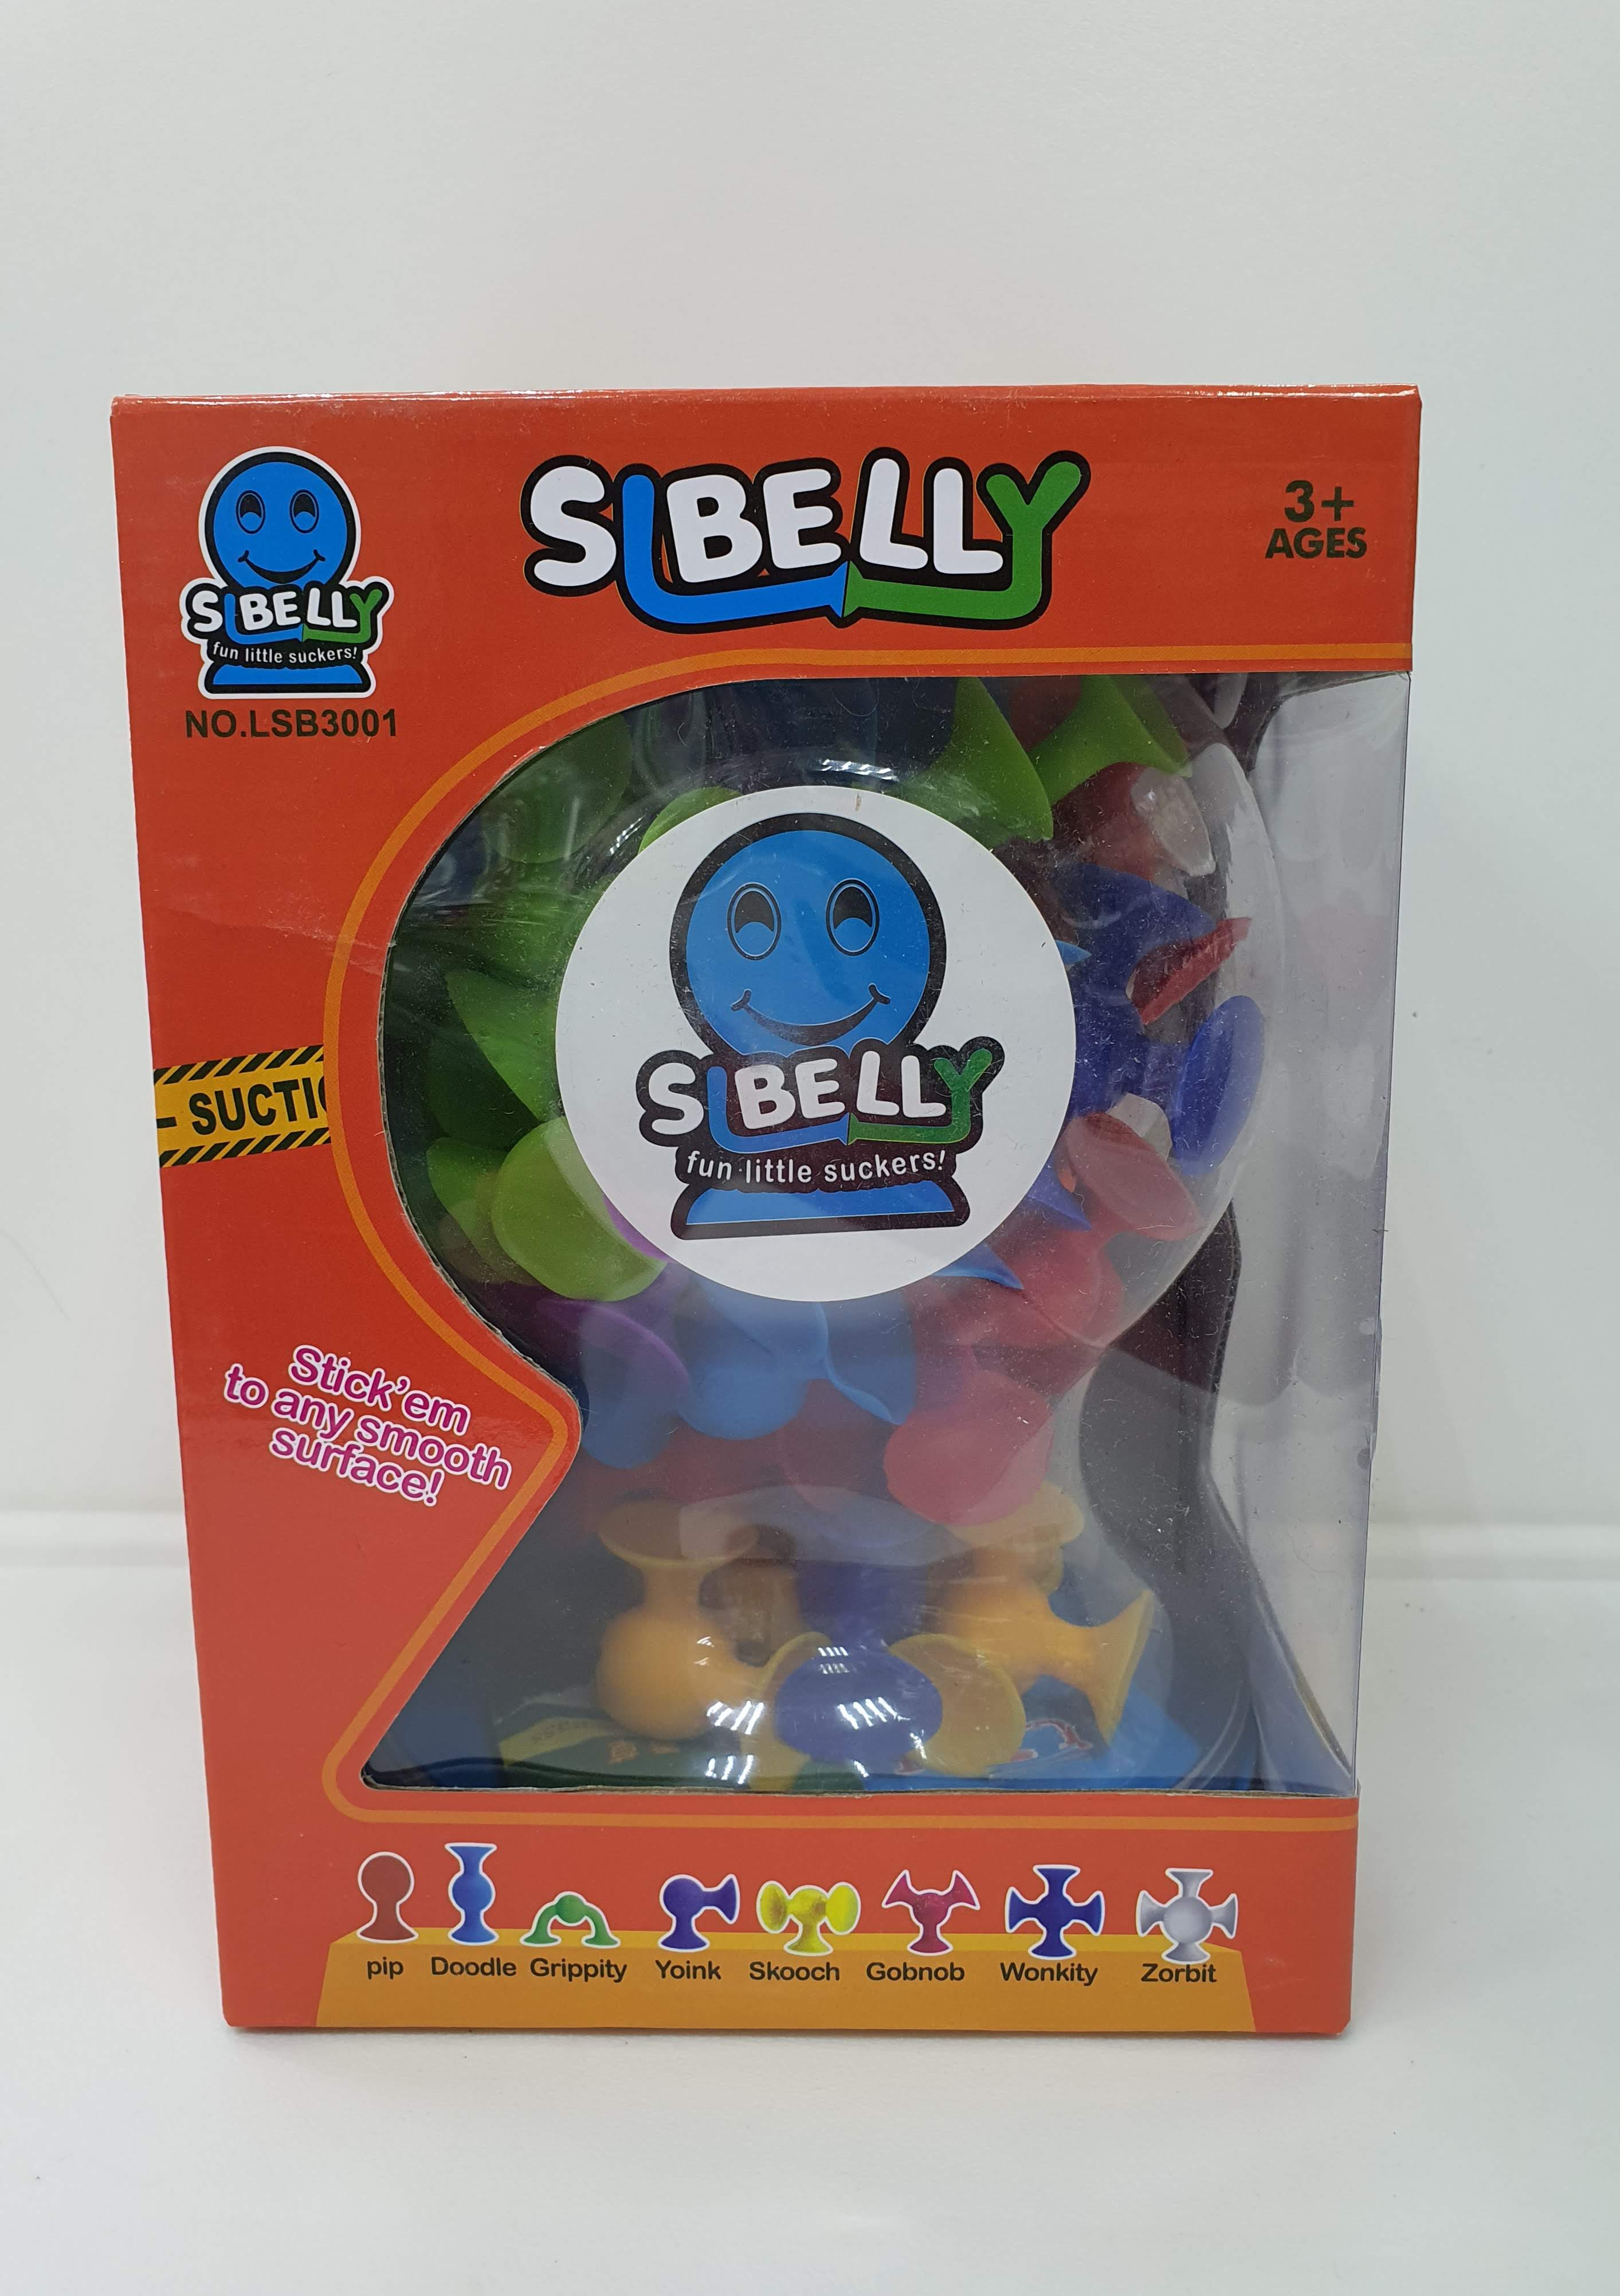 SIBELLY
3+
AGES
SIBELLY
fun little suckers!
NO.LSB3001
SIBELLY
fun little suckers!
- SUCTI
Stick'em
to any smooth
surface!
pip Doodle Grippity Yoink Skooch Gobnob Wonkity Zorbit